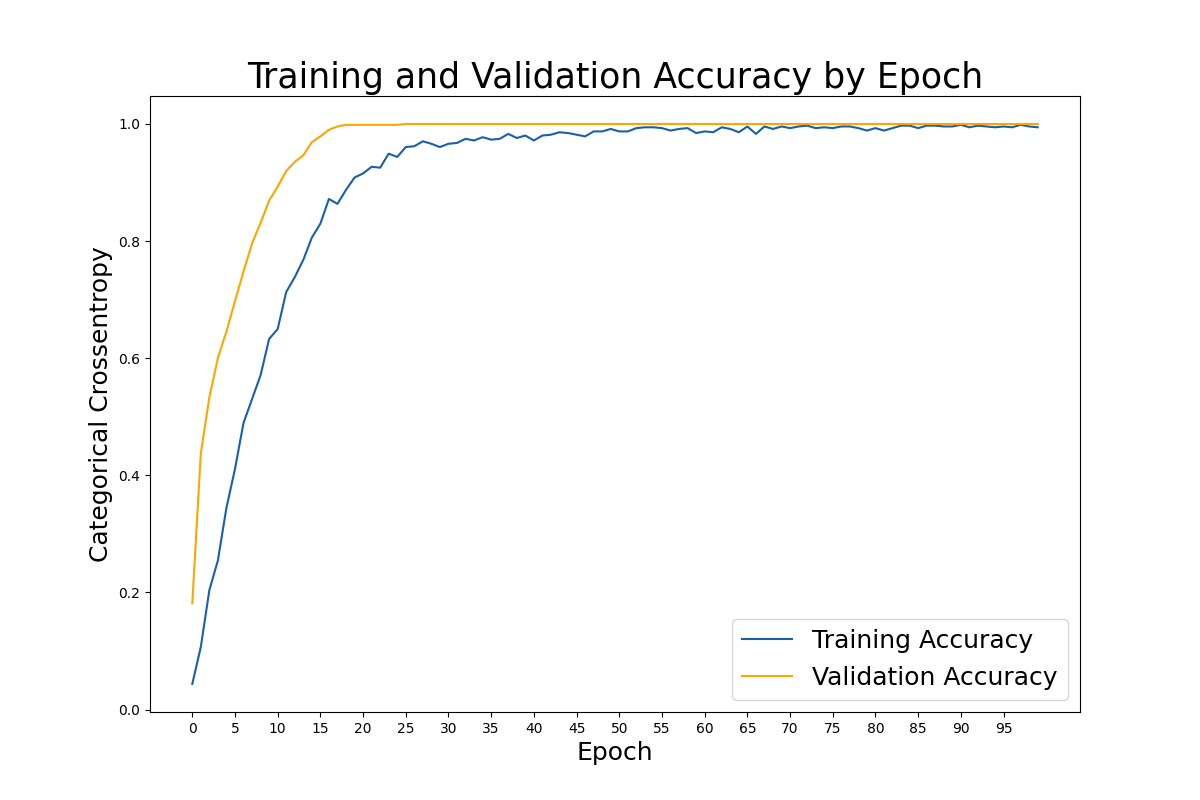 Training and Validation Accuracy by Epoch
1.0
0.8
0.6
0.4
0.2
0.0
Categorical Crossentropy
Training Accuracy
Validation Accuracy
0 5 10 15 20 25 30 35 40 45 50 55 60 65 70 75 80 85 90 95
Epoch